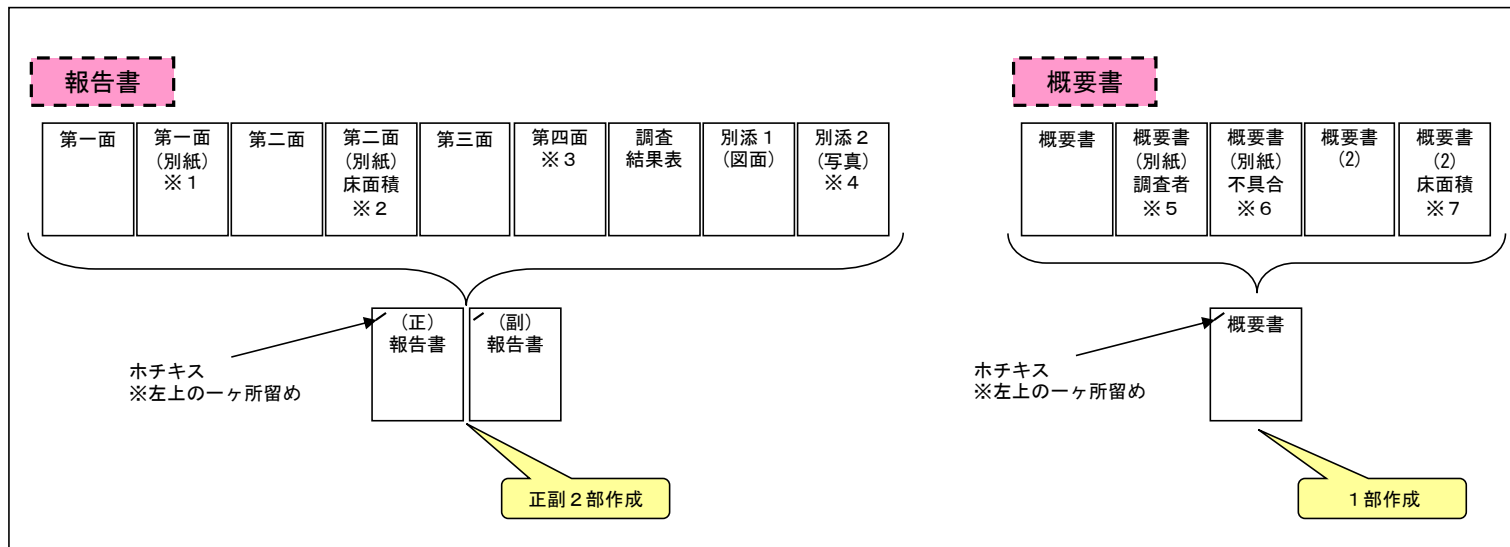 報告書
第一面
第一面
(別紙)
※1
第二面
第二面
(別紙)
床面積
※2
第三面
第四面
※3
調査
結果表
別添1
(図面)
別添2
(写真)
※4
(正)
報告書
(副)
報告書
ホチキス
※左上の一ヶ所留め
正副2部作成
概要書
概要書
概要書
(別紙)
調査者
※5
概要書
(別紙)
不具合
※6
概要書
(2)
概要書
(2)
床面積
※7
概要書
ホチキス
※左上の一ヶ所留め
1部作成